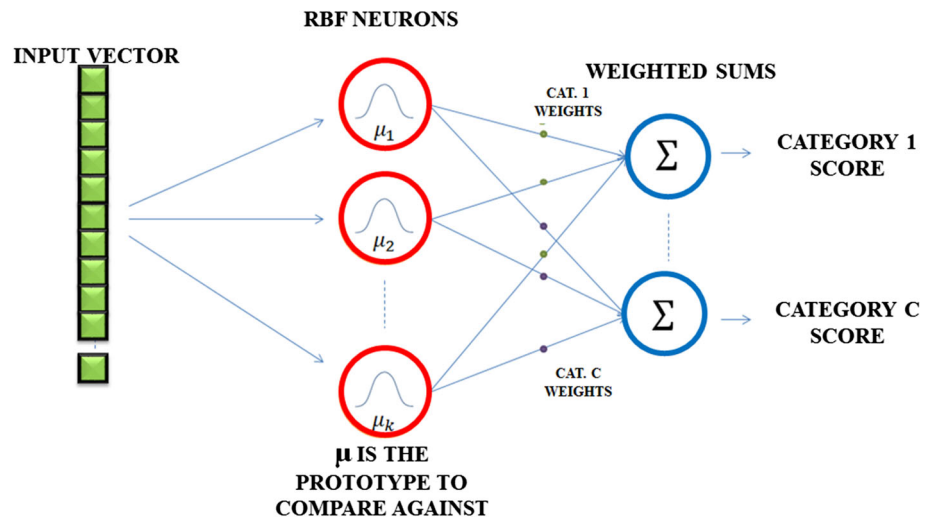 RBF NEURONS
INPUT VECTOR
WEIGHTED SUMS
CAT. 1
WEIGHTS
μ₁
Σ
CATEGORY 1
SCORE
μ₂
Σ
CATEGORY C
SCORE
CAT. C
WEIGHTS
μₖ
μ IS THE
PROTOTYPE TO
COMPARE AGAINST